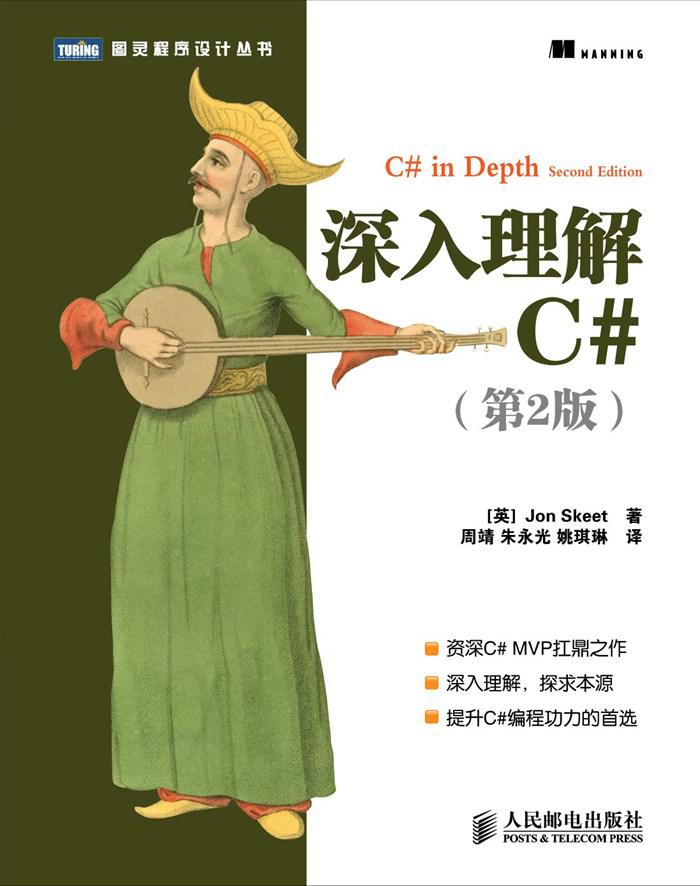 TURING 图灵程序设计丛书
MANNING
C# in Depth Second Edition
深入理解
C#
（第2版）
[英] Jon Skeet 著
周靖 朱永光 姚琪琳 译
资深C# MVP扛鼎之作
深入理解，探求本源
提升C#编程功力的首选
人民邮电出版社
POSTS & TELECOM PRESS